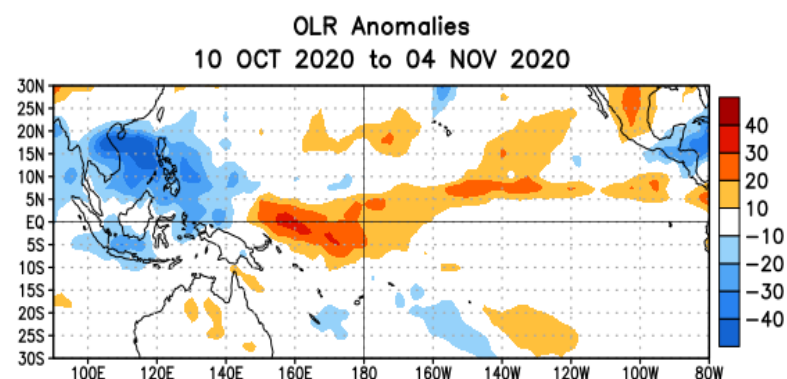 OLR Anomalies
10 OCT 2020 to 04 NOV 2020
30N
25N
20N
15N
10N
5N
EQ
5S
10S
15S
20S
25S
30S
100E 120E 140E 160E 180 160W 140W 120W 100W 80W
40
30
20
10
-10
-20
-30
-40